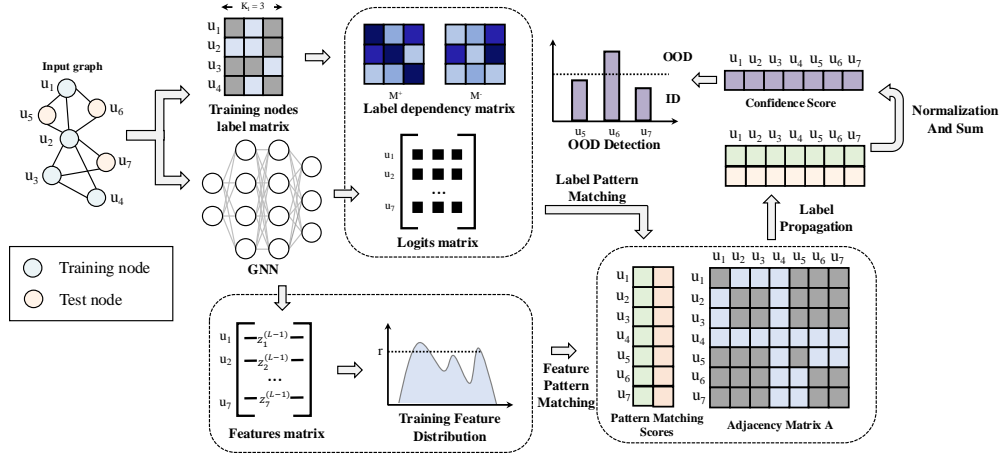 Input graph
u1
u5
u6
u2
u7
u3
u4
Training node
Test node
Kt = 3
u1
u2
u3
u4
Training nodes
label matrix
GNN
M+
M-
Label dependency matrix
u1
u2
...
u7
Logits matrix
OOD
ID
u5 u6 u7
OOD Detection
u1 u2 u3 u4 u5 u6 u7
Confidence Score
Normalization
And Sum
u1 u2 u3 u4 u5 u6 u7
Label Pattern
Matching
Label
Propagation
u1
z1(L-1)
u2
z2(L-1)
...
u7
z7(L-1)
Features matrix
r
Training Feature
Distribution
Feature
Pattern
Matching
u1
u2
u3
u4
u5
u6
u7
Pattern Matching
Scores
u1 u2 u3 u4 u5 u6 u7
u1
u2
u3
u4
u5
u6
u7
Adjacency Matrix A